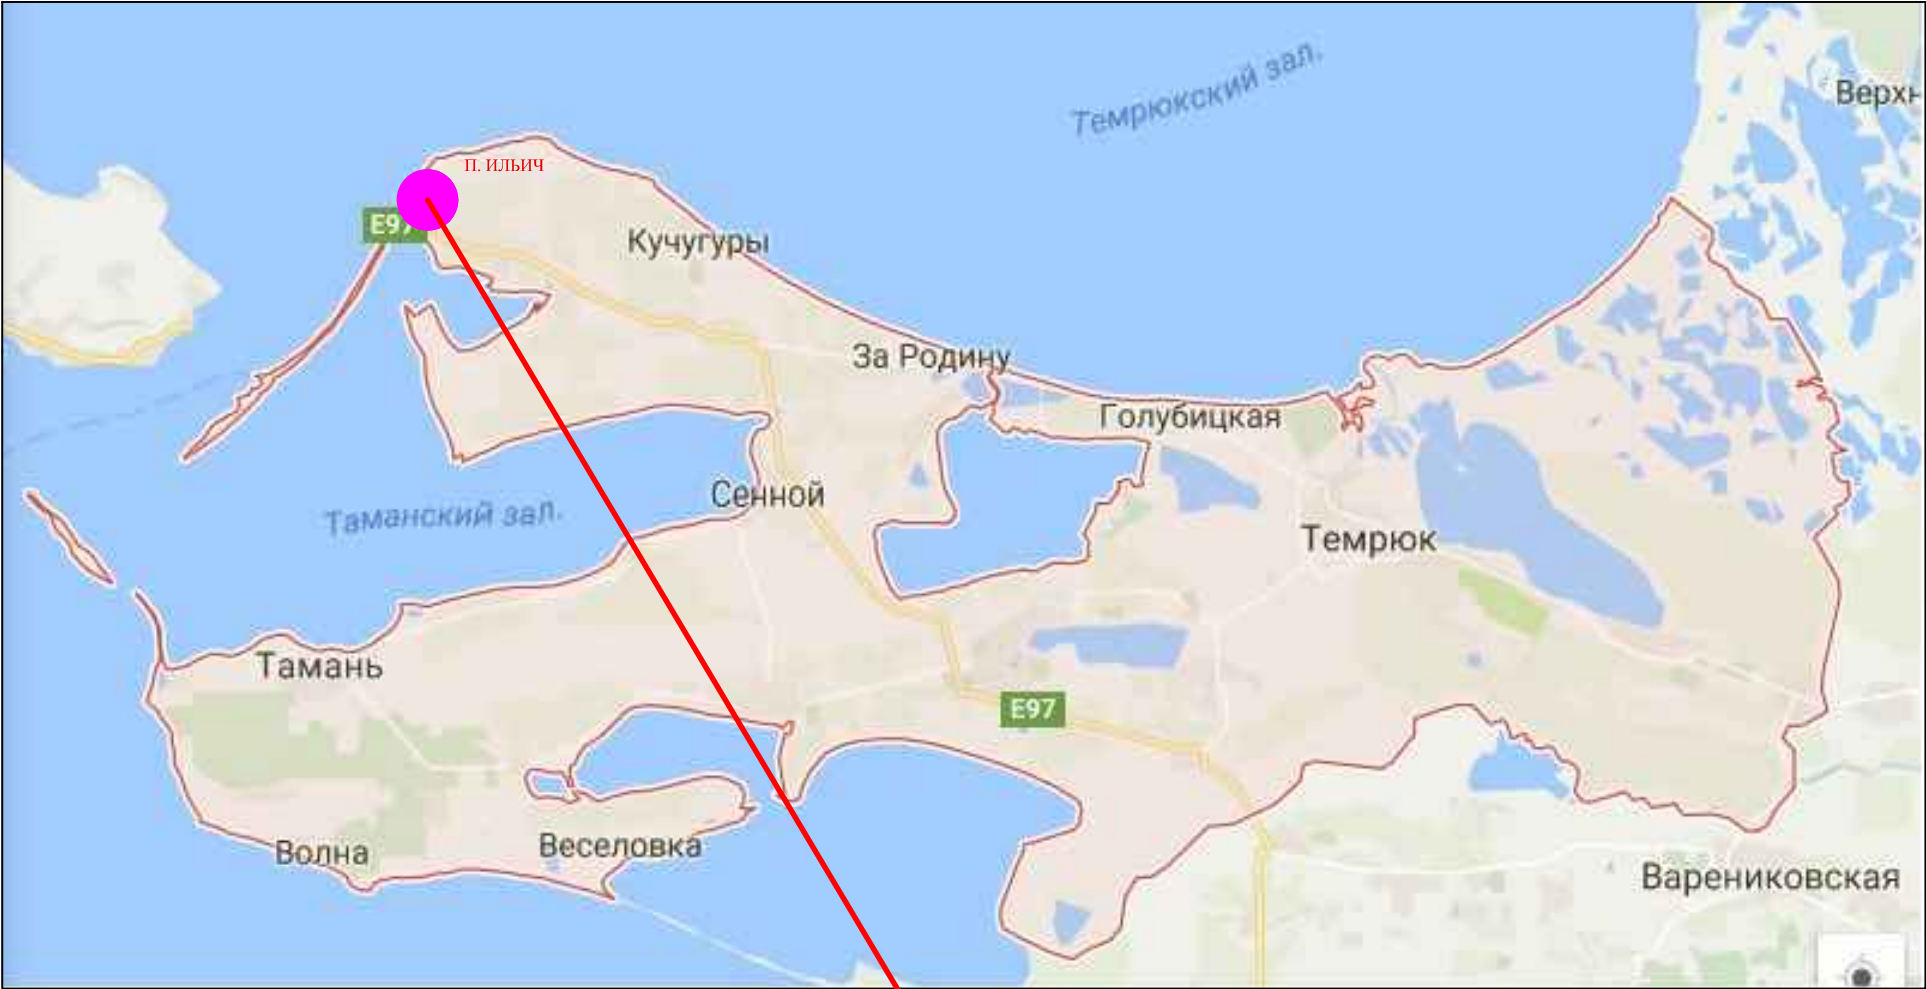 Темрюкский зал.
Верхн
П. ИЛЬИЧ
E97
Кучугуры
За Родину
Голубицкая
Сенной
Таманский зал.
Темрюк
Тамань
E97
Волна
Веселовка
Варениковская